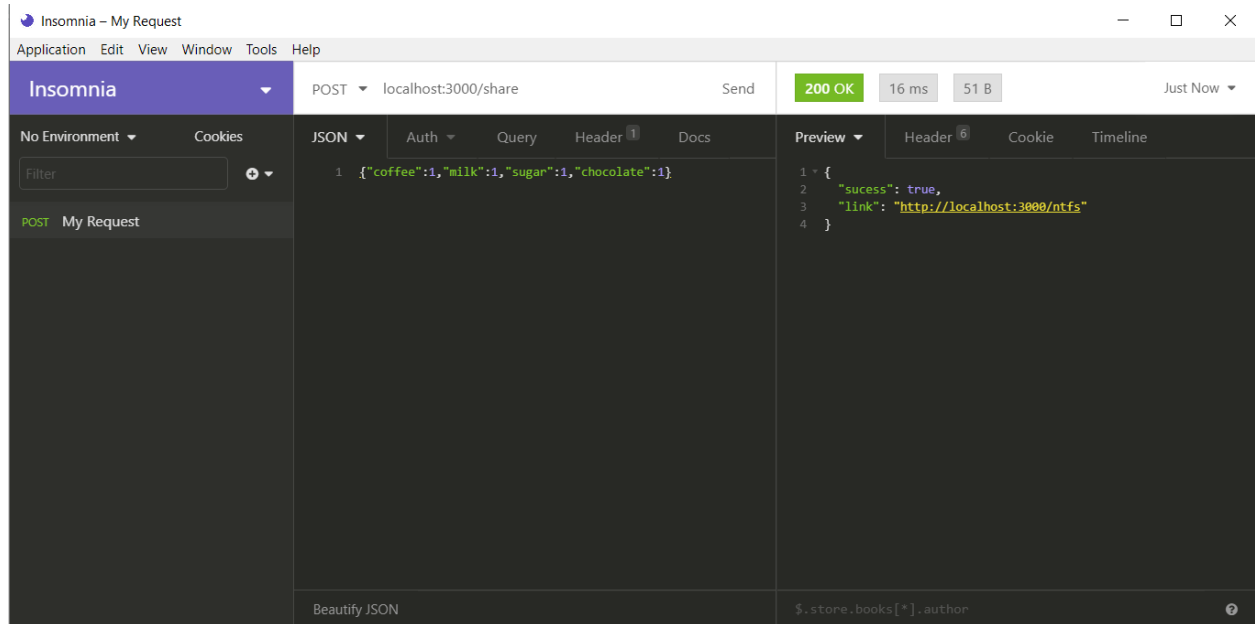 Insomnia – My Request
Application Edit View Window Tools Help
Insomnia
POST localhost:3000/share Send
200 OK 16 ms 51 B Just Now
No Environment Cookies
JSON Auth Query Header 1 Docs
Preview Header 6 Cookie Timeline
Filter
POST My Request
1 {"coffee":1,"milk":1,"sugar":1,"chocolate":1}
1 {
2 "sucess": true,
3 "link": "http://localhost:3000/ntfs"
4 }
Beautify JSON
$.store.books[*].author